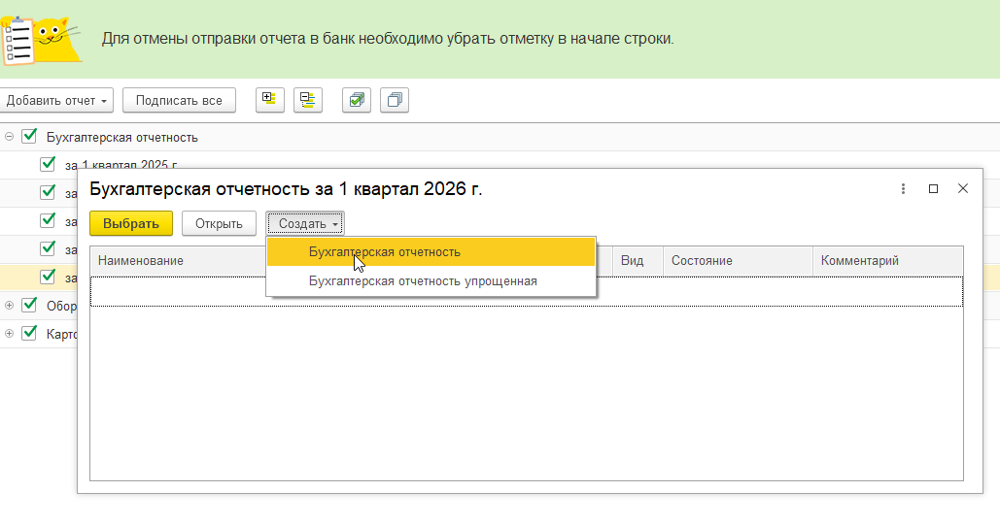 Для отмены отправки отчета в банк необходимо убрать отметку в начале строки.
Добавить отчет Подписать все
Бухгалтерская отчетность
за 1 квартал 2025 г.
за
за
за
за
Обор
Карто
Бухгалтерская отчетность за 1 квартал 2026 г.
Выбрать Открыть Создать
Бухгалтерская отчетность
Бухгалтерская отчетность упрощенная
Наименование Вид Состояние Комментарий